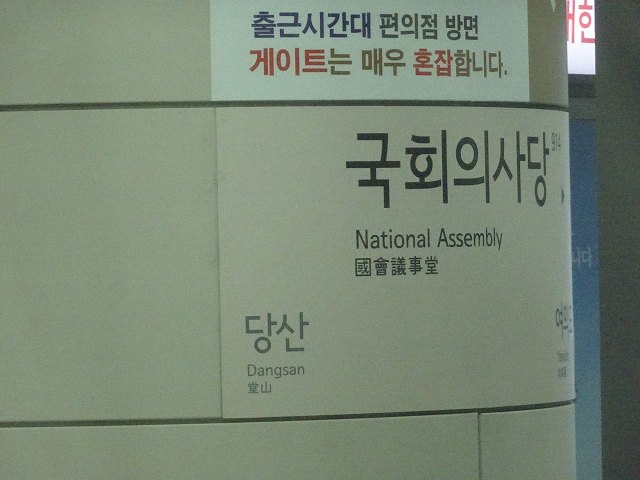 출근시간대 편의점 방면
게이트는 매우 혼잡합니다.
국회의사당 914
National Assembly
國會議事堂
당산
Dangsan
堂山